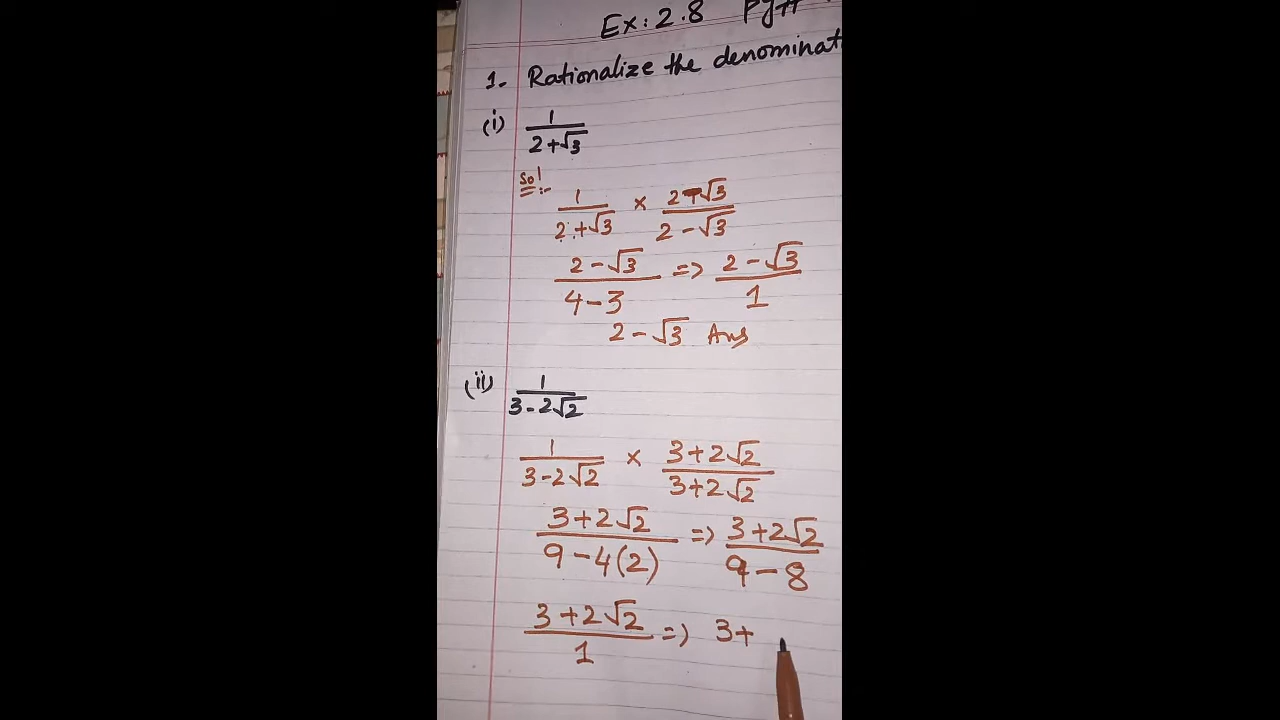 Ex: 2.8
1. Rationalize the denominat
(i) 1/(2+√3)
Sol:-
1/(2+√3) × (2-√3)/(2-√3)
(2-√3)/(4-3) => (2-√3)/1
2-√3 Ans
(ii) 1/(3-2√2)
1/(3-2√2) × (3+2√2)/(3+2√2)
(3+2√2)/(9-4(2)) => (3+2√2)/(9-8)
(3+2√2)/1 => 3+